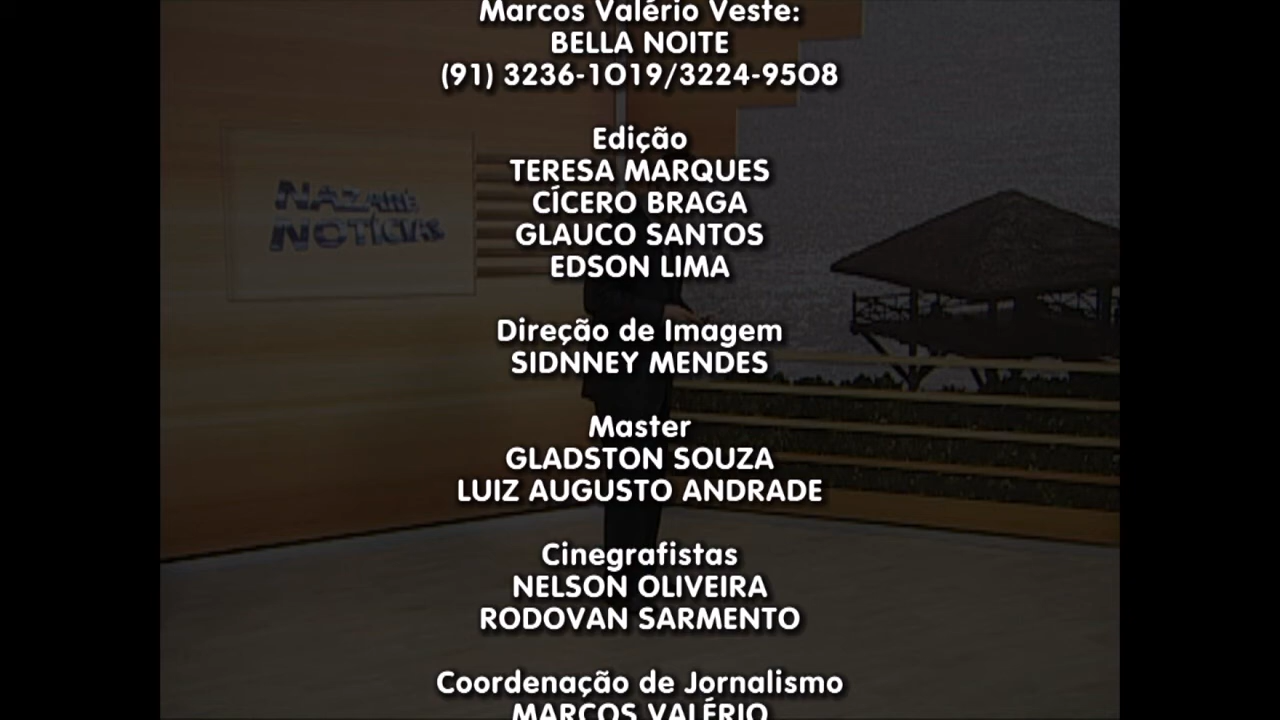 Marcos Valério Veste:
BELLA NOITE
(91) 3236-1019/3224-9508
Edição
TERESA MARQUES
CÍCERO BRAGA
GLAUCO SANTOS
EDSON LIMA
Direção de Imagem
SIDNNEY MENDES
Master
GLADSTON SOUZA
LUIZ AUGUSTO ANDRADE
Cinegrafistas
NELSON OLIVEIRA
RODOVAN SARMENTO
Coordenação de Jornalismo
MARCOS VALÉRIO
NAZARÉ
NOTÍCIAS